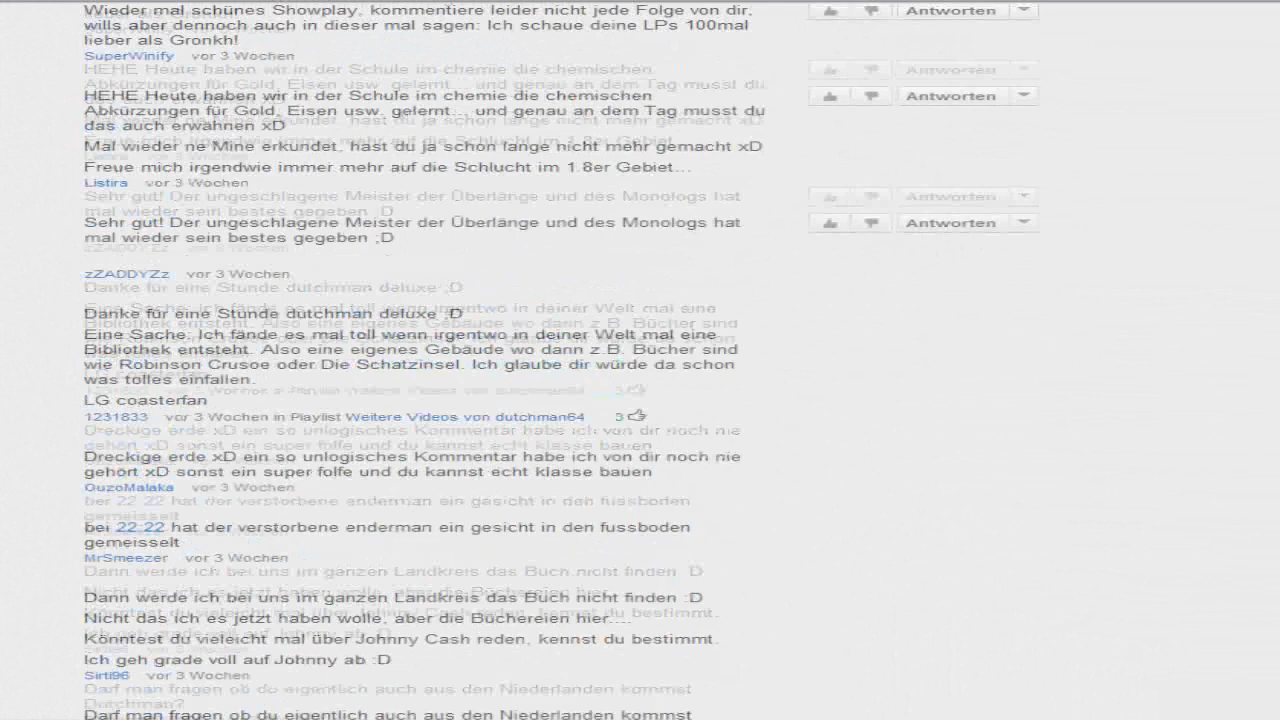 Wieder mal schünes Showplay, kommentiere leider nicht jede Folge von dir,
wills aber dennoch auch in dieser mal sagen: Ich schaue deine LPs 100mal
lieber als Gronkh!
Antworten
SuperWinify vor 3 Wochen
HEHE Heute haben wir in der Schule im chemie die chemischen
Abkürzungen für Gold, Eisen usw. gelernt... und genau an dem Tag musst du
das auch erwähnen xD
Antworten
Mal wieder ne Mine erkundet, hast du ja schon lange nicht mehr gemacht xD
Freue mich irgendwie immer mehr auf die Schlucht im 1.8er Gebiet...
Listira vor 3 Wochen
Sehr gut! Der ungeschlagene Meister der Überlänge und des Monologs hat
mal wieder sein bestes gegeben ;D
Antworten
zZADDYZz vor 3 Wochen
Danke für eine Stunde dutchman deluxe ;D
Eine Sache: Ich fände es mal toll wenn irgentwo in deiner Welt mal eine
Bibliothek entsteht. Also eine eigenes Gebäude wo dann z.B. Bücher sind
wie Robinson Crusoe oder Die Schatzinsel. Ich glaube dir würde da schon
was tolles einfallen.
LG coasterfan
1231833 vor 3 Wochen in Playlist Weitere Videos von dutchman64 3
Dreckige erde xD ein so unlogisches Kommentar habe ich von dir noch nie
gehört xD sonst ein super folfe und du kannst echt klasse bauen
OuzoMalaka vor 3 Wochen
bei 22:22 hat der verstorbene enderman ein gesicht in den fussboden
gemeisselt
MrSmeezer vor 3 Wochen
Dann werde ich bei uns im ganzen Landkreis das Buch nicht finden :D
Nicht das ich es jetzt haben wolle, aber die Büchereien hier....
Könntest du vieleicht mal über Johnny Cash reden, kennst du bestimmt.
Ich geh grade voll auf Johnny ab :D
Sirti96 vor 3 Wochen
Darf man fragen ob du eigentlich auch aus den Niederlanden kommst